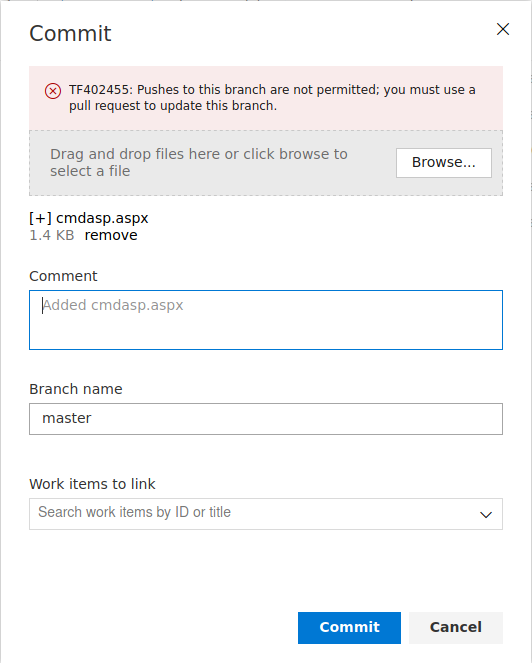 Commit
TF402455: Pushes to this branch are not permitted; you must use a
pull request to update this branch.
Drag and drop files here or click browse to
select a file
Browse...
[+] cmdasp.aspx
1.4 KB remove
Comment
Added cmdasp.aspx
Branch name
master
Work items to link
Search work items by ID or title
Commit
Cancel